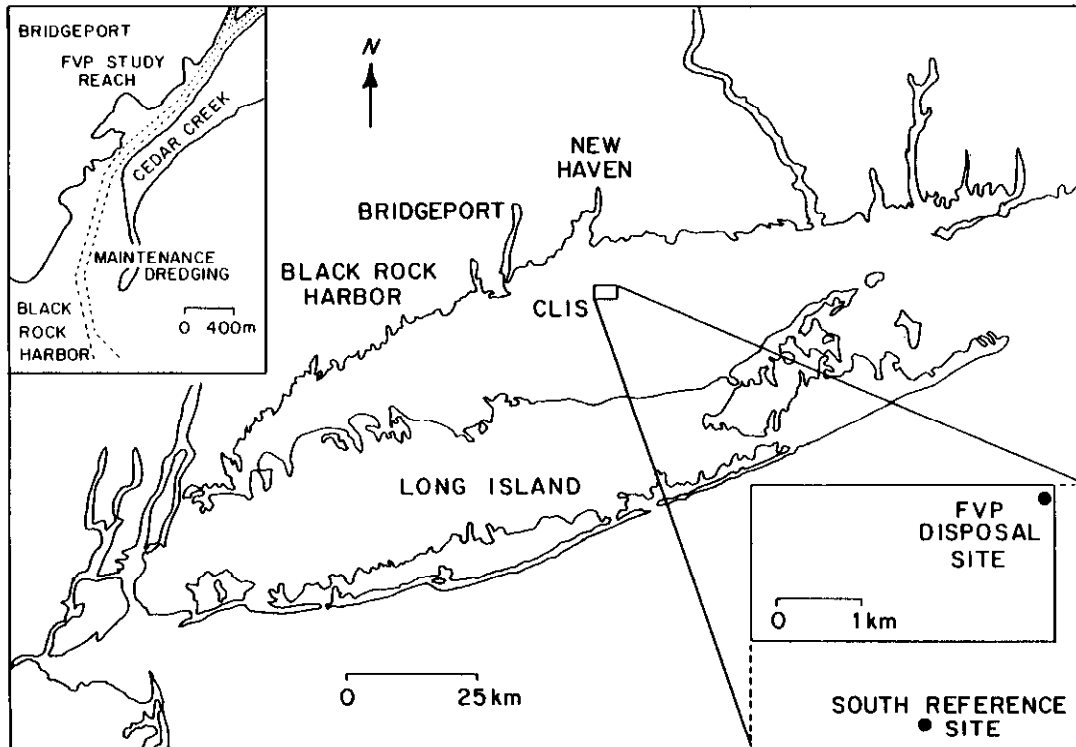 BRIDGEPORT
FVP STUDY
REACH
CEDAR CREEK
MAINTENANCE
DREDGING
0 400m
BLACK
ROCK
HARBOR
N
NEW
HAVEN
BRIDGEPORT
BLACK ROCK
HARBOR
CLIS
LONG ISLAND
0 25km
FVP
DISPOSAL
SITE
0 1km
SOUTH REFERENCE
SITE